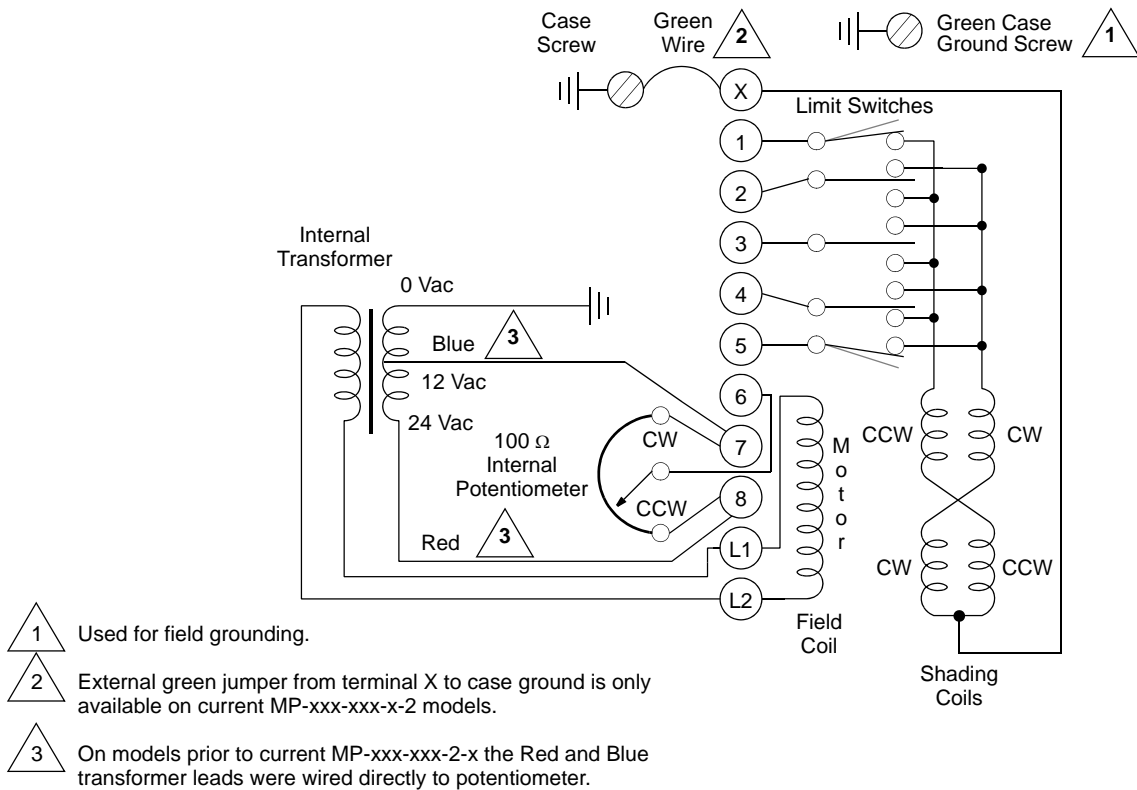 Case
Screw
Green
Wire
2
Green Case
Ground Screw
1
X
Limit Switches
1
2
3
4
5
6
7
8
L1
L2
Internal
Transformer
0 Vac
Blue
3
12 Vac
24 Vac
100 Ω
Internal
Potentiometer
CW
CCW
Red
3
Motor
Field
Coil
CCW
CW
CW
CCW
Shading
Coils
1
Used for field grounding.
2
External green jumper from terminal X to case ground is only
available on current MP-xxx-xxx-x-2 models.
3
On models prior to current MP-xxx-xxx-2-x the Red and Blue
transformer leads were wired directly to potentiometer.